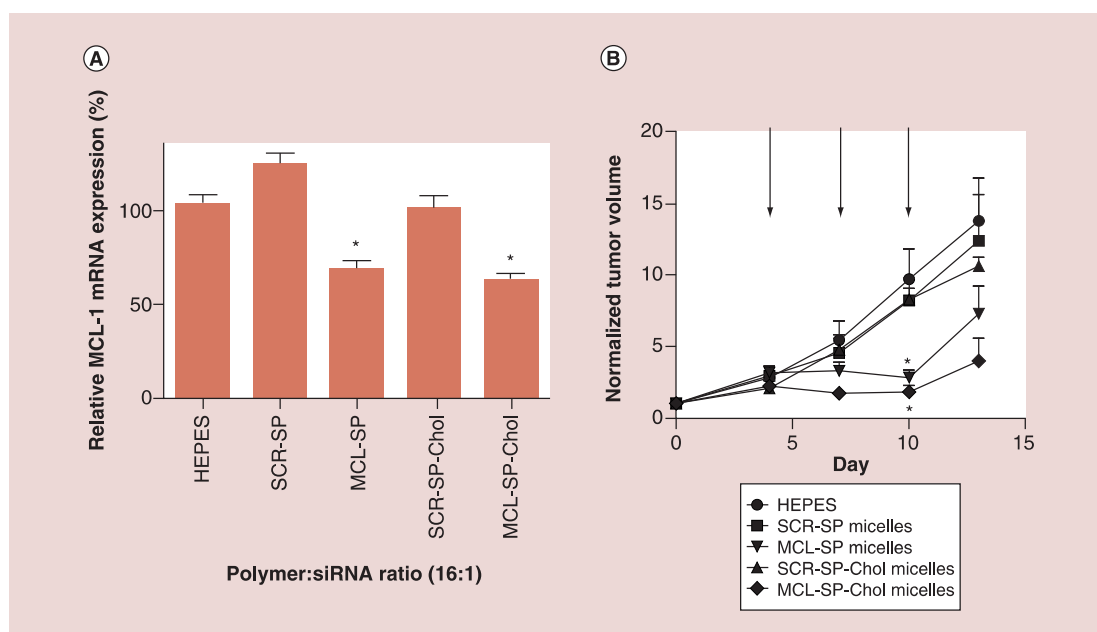 A
Relative MCL-1 mRNA expression (%)
100
50
0
HEPES
SCR-SP
MCL-SP
SCR-SP-Chol
MCL-SP-Chol
*
*
Polymer:siRNA ratio (16:1)
B
Normalized tumor volume
20
15
10
5
0
*
*
0
5
10
15
Day
HEPES
SCR-SP micelles
MCL-SP micelles
SCR-SP-Chol micelles
MCL-SP-Chol micelles